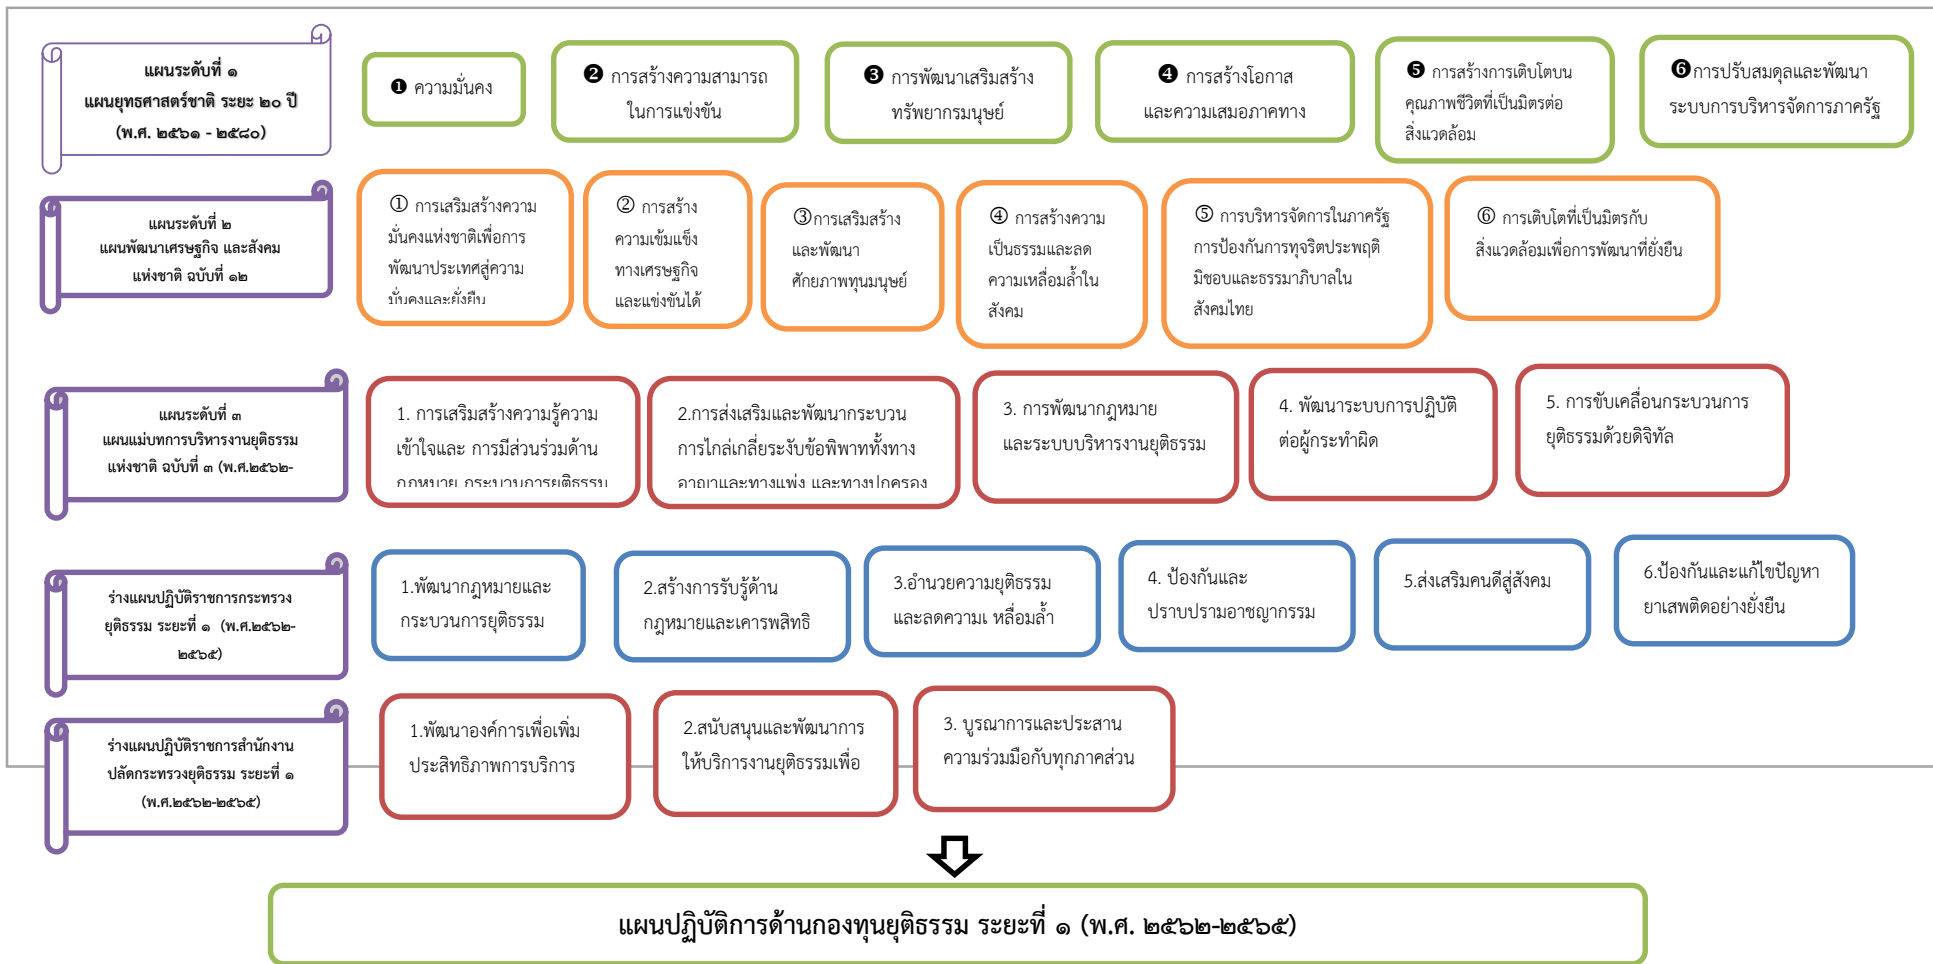 แผนระดับที่ ๑
แผนยุทธศาสตร์ชาติ ระยะ ๒๐ ปี
(พ.ศ. ๒๕๖๑ - ๒๕๘๐)
❶ ความมั่นคง
❷ การสร้างความสามารถ
ในการแข่งขัน
❸ การพัฒนาเสริมสร้าง
ทรัพยากรมนุษย์
❹ การสร้างโอกาส
และความเสมอภาคทาง
❺ การสร้างการเติบโตบน
คุณภาพชีวิตที่เป็นมิตรต่อ
สิ่งแวดล้อม
❻การปรับสมดุลและพัฒนา
ระบบการบริหารจัดการภาครัฐ
แผนระดับที่ ๒
แผนพัฒนาเศรษฐกิจ และสังคม
แห่งชาติ ฉบับที่ ๑๒
① การเสริมสร้างความ
มั่นคงแห่งชาติเพื่อการ
พัฒนาประเทศสู่ความ
มั่นคงและยั่งยืน
② การสร้าง
ความเข้มแข็ง
ทางเศรษฐกิจ
และแข่งขันได้
③การเสริมสร้าง
และพัฒนา
ศักยภาพทุนมนุษย์
④ การสร้างความ
เป็นธรรมและลด
ความเหลื่อมล้ำใน
สังคม
⑤ การบริหารจัดการในภาครัฐ
การป้องกันการทุจริตประพฤติ
มิชอบและธรรมาภิบาลใน
สังคมไทย
⑥ การเติบโตที่เป็นมิตรกับ
สิ่งแวดล้อมเพื่อการพัฒนาที่ยั่งยืน
แผนระดับที่ ๓
แผนแม่บทการบริหารงานยุติธรรม
แห่งชาติ ฉบับที่ ๓ (พ.ศ.๒๕๖๒-
1. การเสริมสร้างความรู้ความ
เข้าใจและ การมีส่วนร่วมด้าน
กฎหมาย กระบวนการยุติธรรม
2.การส่งเสริมและพัฒนากระบวน
การไกล่เกลี่ยระงับข้อพิพาททั้งทาง
อาญาและทางแพ่ง และทางปกครอง
3. การพัฒนากฎหมาย
และระบบบริหารงานยุติธรรม
4. พัฒนาระบบการปฏิบัติ
ต่อผู้กระทำผิด
5. การขับเคลื่อนกระบวนการ
ยุติธรรมด้วยดิจิทัล
ร่างแผนปฏิบัติราชการกระทรวง
ยุติธรรม ระยะที่ ๑ (พ.ศ.๒๕๖๒-
๒๕๖๕)
1.พัฒนากฎหมายและ
กระบวนการยุติธรรม
2.สร้างการรับรู้ด้าน
กฎหมายและเคารพสิทธิ
3.อำนวยความยุติธรรม
และลดความเ หลื่อมล้ำ
4. ป้องกันและ
ปราบปรามอาชญากรรม
5.ส่งเสริมคนดีสู่สังคม
6.ป้องกันและแก้ไขปัญหา
ยาเสพติดอย่างยั่งยืน
ร่างแผนปฏิบัติราชการสำนักงาน
ปลัดกระทรวงยุติธรรม ระยะที่ ๑
(พ.ศ.๒๕๖๒-๒๕๖๕)
1.พัฒนาองค์การเพื่อเพิ่ม
ประสิทธิภาพการบริการ
2.สนับสนุนและพัฒนาการ
ให้บริการงานยุติธรรมเพื่อ
3. บูรณาการและประสาน
ความร่วมมือกับทุกภาคส่วน
แผนปฏิบัติการด้านกองทุนยุติธรรม ระยะที่ ๑ (พ.ศ. ๒๕๖๒-๒๕๖๕)